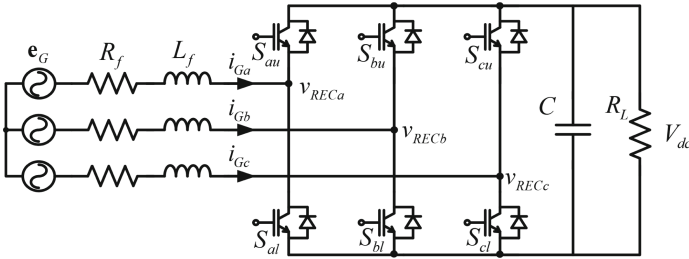 S_au
S_bu
S_cu
e_G
R_f
L_f
i_Ga
v_RECa
i_Gb
v_RECb
i_Gc
v_RECc
C
R_L
V_dc
S_al
S_bl
S_cl